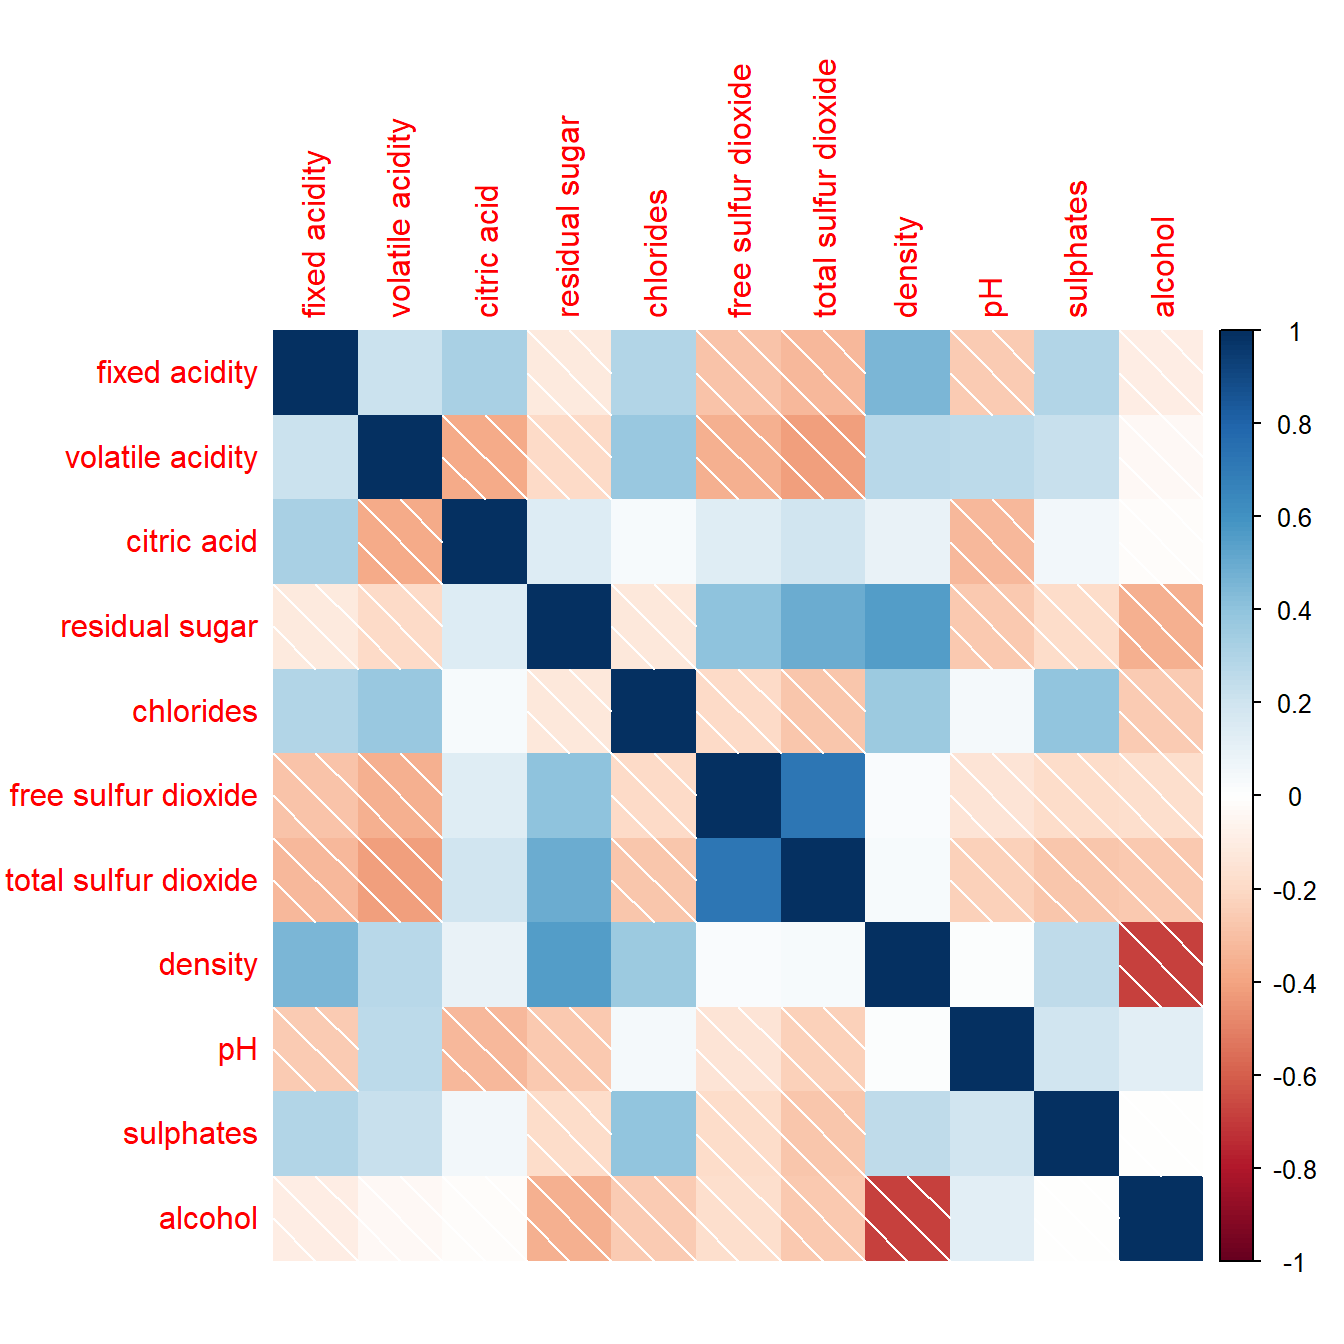 fixed acidity
volatile acidity
citric acid
residual sugar
chlorides
free sulfur dioxide
total sulfur dioxide
density
pH
sulphates
alcohol
fixed acidity
volatile acidity
citric acid
residual sugar
chlorides
free sulfur dioxide
total sulfur dioxide
density
pH
sulphates
alcohol
1
0.8
0.6
0.4
0.2
0
-0.2
-0.4
-0.6
-0.8
-1